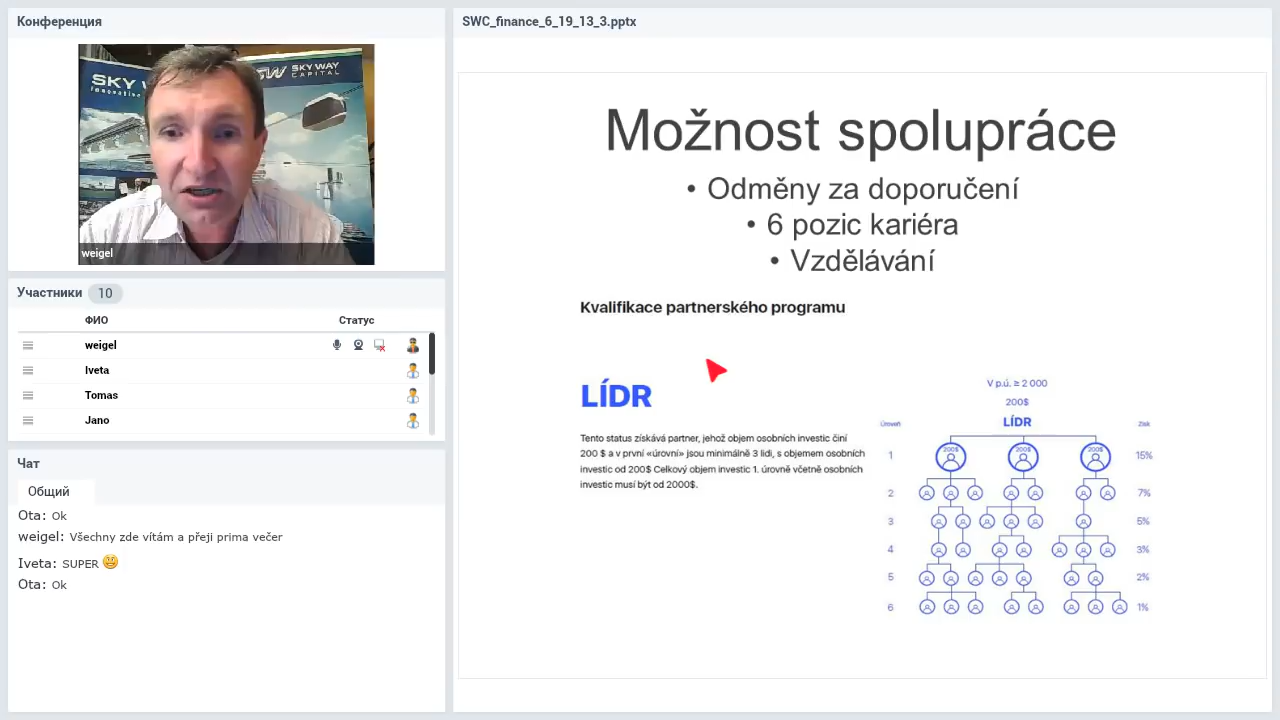 Конференция
SKY W
Innovative
SW SKY WAY
CAPITAL
weigel
Участники 10
ФИО Статус
weigel
Iveta
Tomas
Jano
Чат
Общий
Ota: Ok
weigel: Všechny zde vítám a přeji prima večer
Iveta: SUPER
Ota: Ok
SWC_finance_6_19_13_3.pptx
Možnost spolupráce
• Odměny za doporučení
• 6 pozic kariéra
• Vzdělávání
Kvalifikace partnerského programu
LÍDR
Tento status získává partner, jehož objem osobních investic činí
200 $ a v první «úrovni» jsou minimálně 3 lidi, s objemem osobních
investic od 200$ Celkový objem investic 1. úrovně včetně osobních
investic musí být od 2000$.
V p.ú. ≥ 2 000
200$
LÍDR
Úroveň Zisk
1 200$ 200$ 200$ 15%
2 7%
3 5%
4 3%
5 2%
6 1%